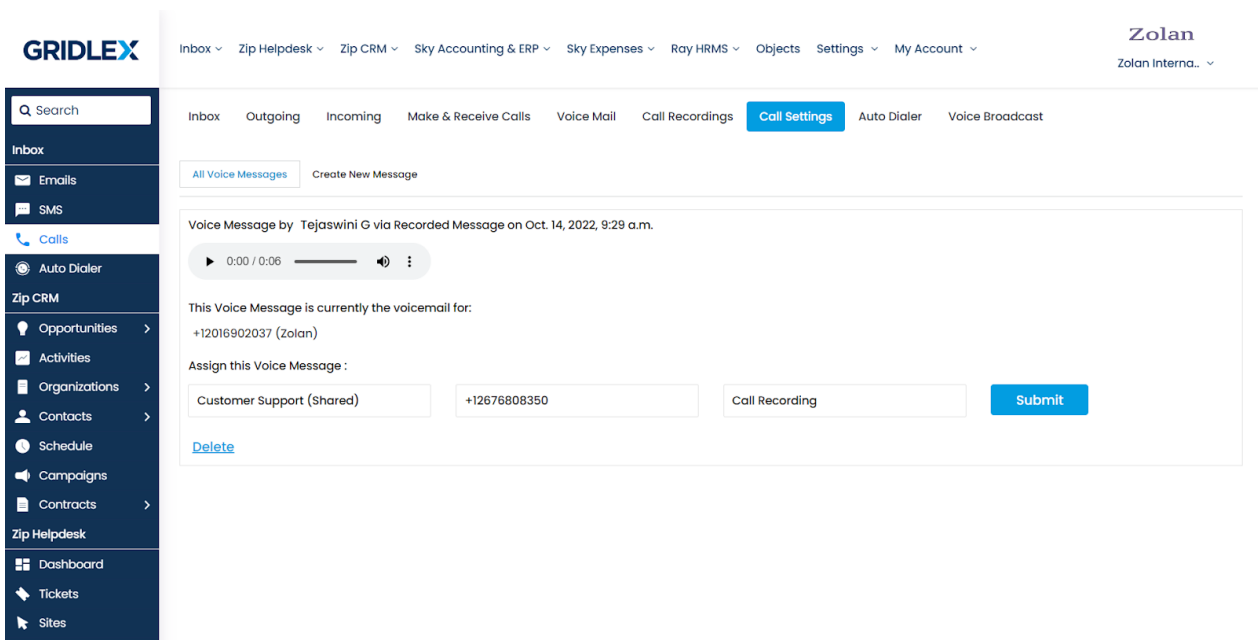 GRIDLEX
Inbox Zip Helpdesk Zip CRM Sky Accounting & ERP Sky Expenses Ray HRMS Objects Settings My Account
Zolan
Zolan Interna..
Search
Inbox
Emails
SMS
Calls
Auto Dialer
Zip CRM
Opportunities
Activities
Organizations
Contacts
Schedule
Campaigns
Contracts
Zip Helpdesk
Dashboard
Tickets
Sites
Inbox Outgoing Incoming Make & Receive Calls Voice Mail Call Recordings Call Settings Auto Dialer Voice Broadcast
All Voice Messages Create New Message
Voice Message by Tejaswini G via Recorded Message on Oct. 14, 2022, 9:29 a.m.
0:00 / 0:06
This Voice Message is currently the voicemail for:
+12016902037 (Zolan)
Assign this Voice Message :
Customer Support (Shared) +12676808350 Call Recording Submit
Delete